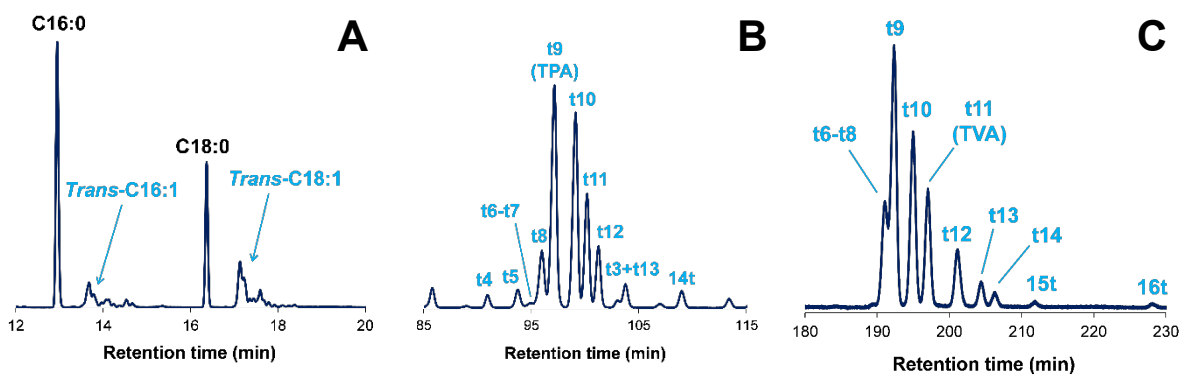 A
C16:0
C18:0
Trans-C16:1
Trans-C18:1
12
14
16
18
20
Retention time (min)
B
t9
(TPA)
t10
t11
t6-t7
t8
t12
t4
t5
t3+t13
14t
85
95
105
115
Retention time (min)
C
t9
t10
t11
(TVA)
t6-t8
t12
t13
t14
15t
16t
180
190
200
210
220
230
Retention time (min)